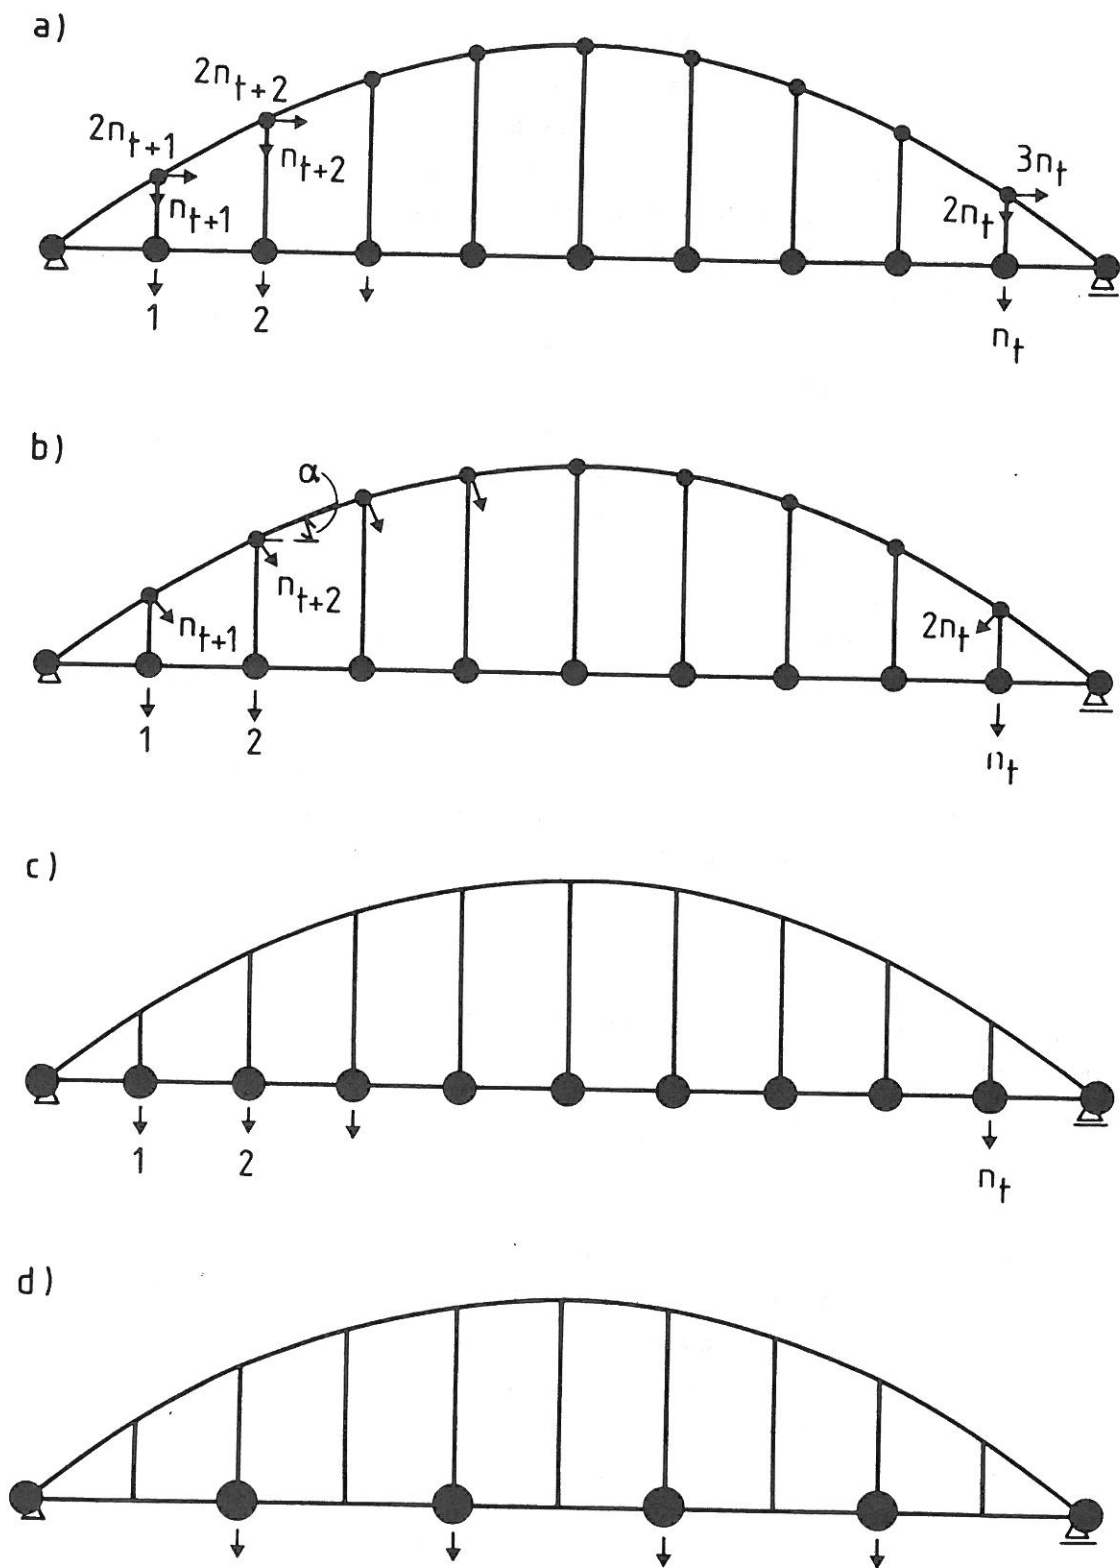 a)
2n_{t+2}
2n_{t+1}
n_{t+2}
n_{t+1}
3n_t
2n_t
1
2
n_t
b)
α
n_{t+2}
n_{t+1}
2n_t
1
2
n_t
c)
1
2
n_t
d)